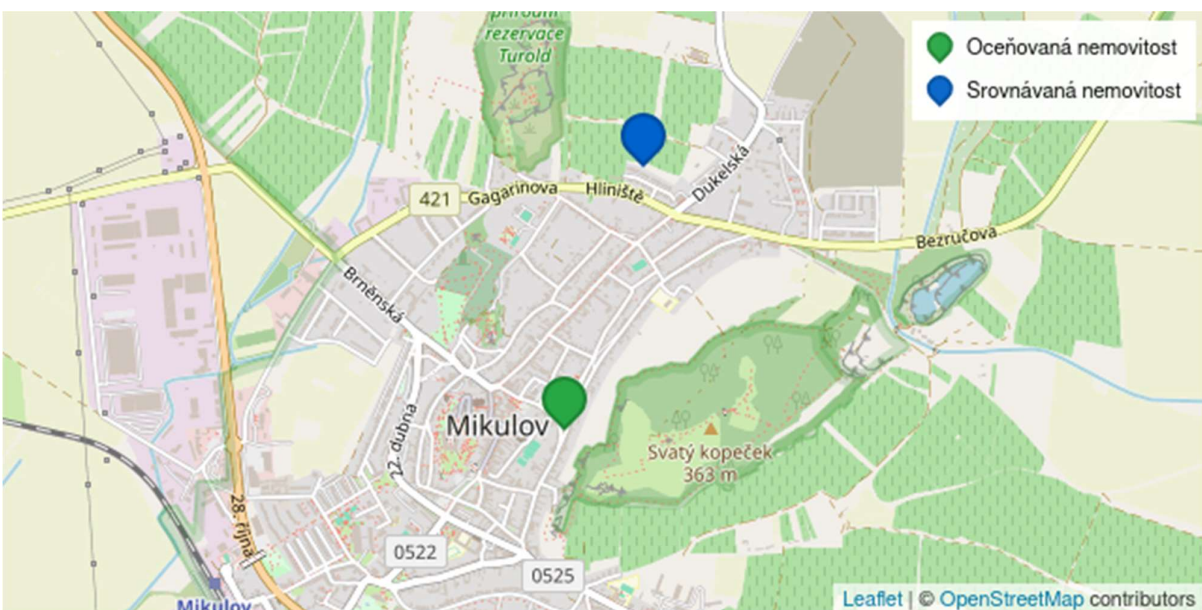 přírodní
rezervace
Turold
Oceňovaná nemovitost
Srovnávaná nemovitost
Dukelská
421
Gagarinova
Hliniště
Bezručova
Brněnská
Mikulov
22. dubna
Svatý kopeček
363 m
28. října
0522
0525
Mikulov
Leaflet | © OpenStreetMap contributors